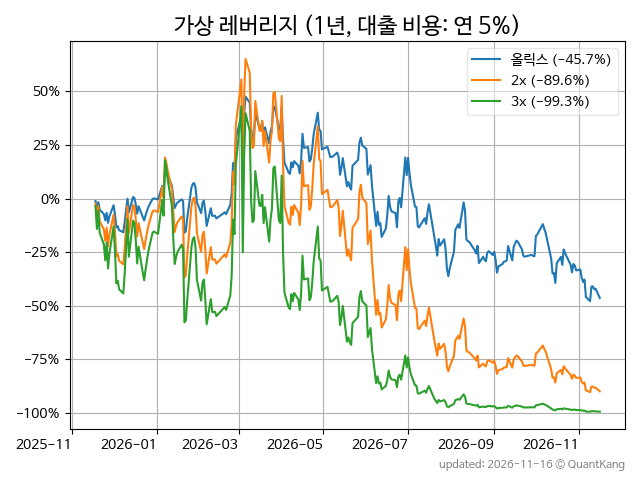 가상 레버리지 (1년, 대출 비용: 연 5%)
올릭스 (−45.7%)
2x (−89.6%)
3x (−99.3%)
50%
25%
0%
−25%
−50%
−75%
−100%
2025-11
2026-01
2026-03
2026-05
2026-07
2026-09
2026-11
updated: 2026-11-16 © QuantKang